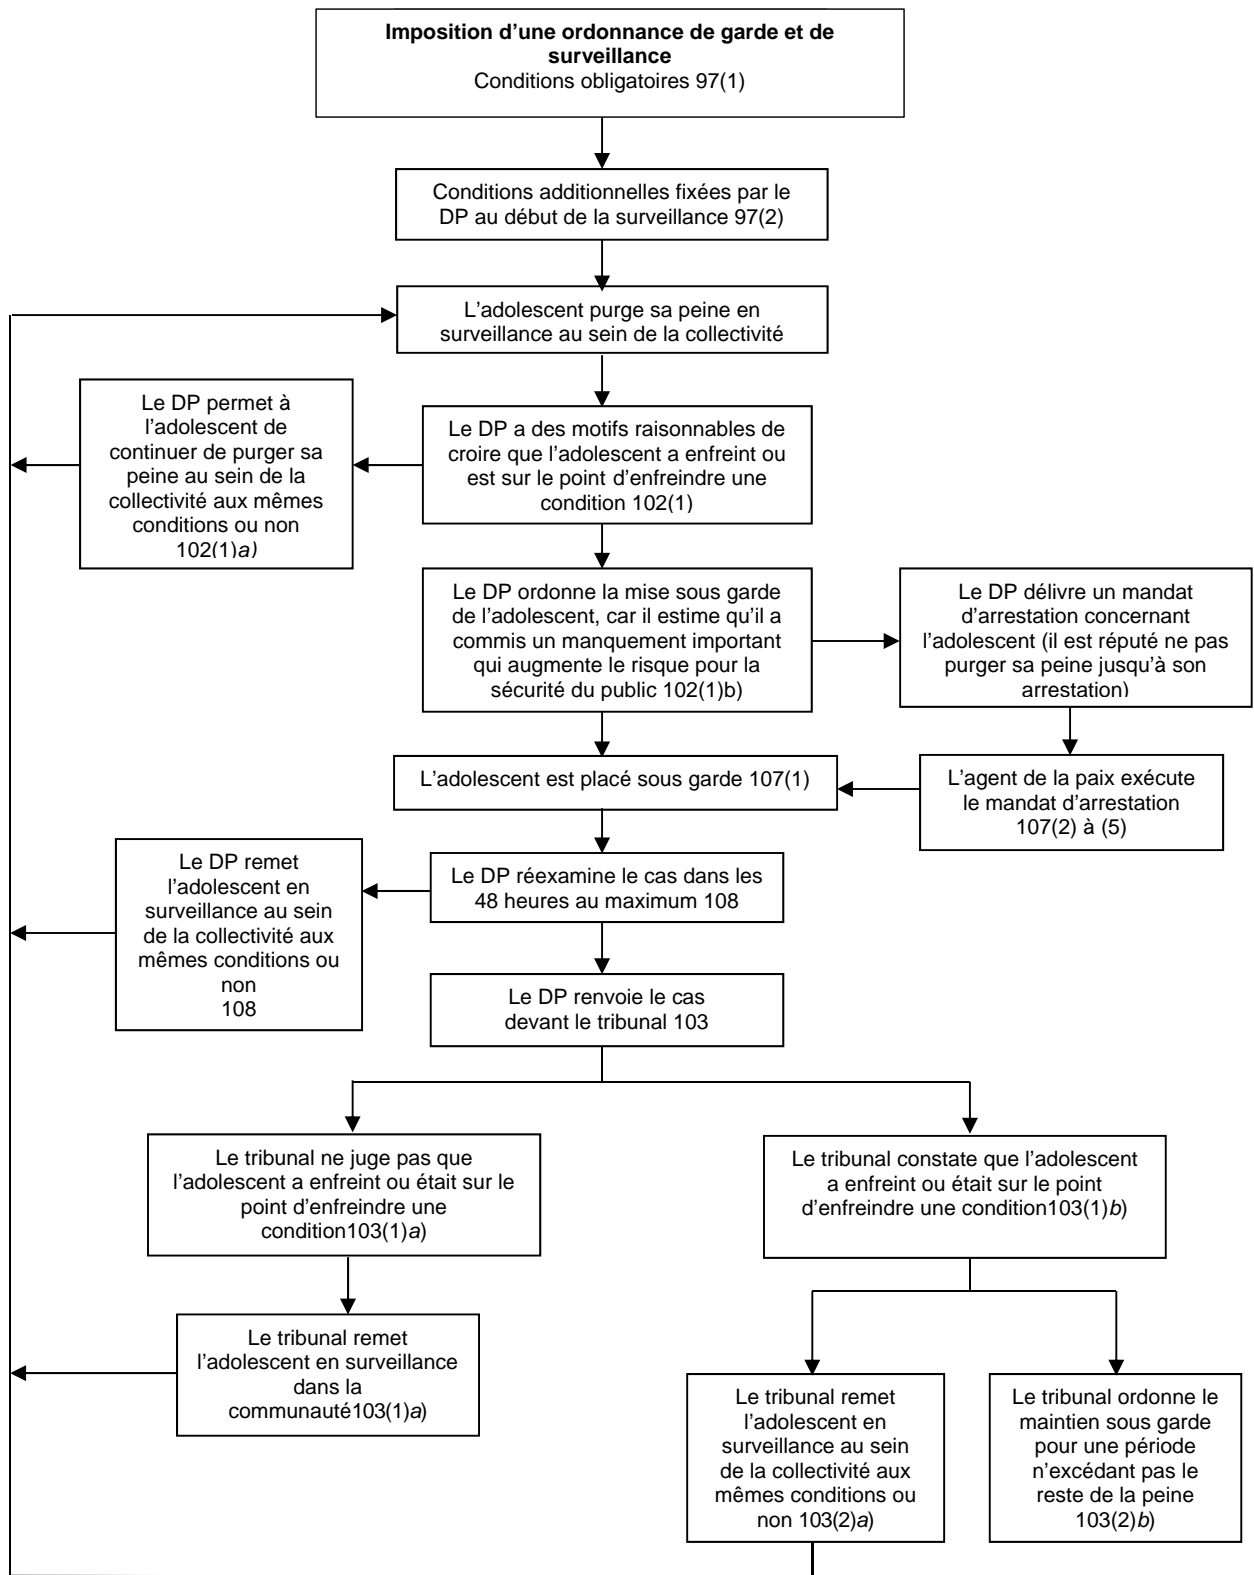 Imposition d’une ordonnance de garde et de
surveillance
Conditions obligatoires 97(1)
Conditions additionnelles fixées par le
DP au début de la surveillance 97(2)
L’adolescent purge sa peine en
surveillance au sein de la collectivité
Le DP permet à
l’adolescent de
continuer de purger sa
peine au sein de la
collectivité aux mêmes
conditions ou non
102(1)a)
Le DP a des motifs raisonnables de
croire que l’adolescent a enfreint ou
est sur le point d’enfreindre une
condition 102(1)
Le DP ordonne la mise sous garde
de l’adolescent, car il estime qu’il a
commis un manquement important
qui augmente le risque pour la
sécurité du public 102(1)b)
Le DP délivre un mandat
d’arrestation concernant
l’adolescent (il est réputé ne pas
purger sa peine jusqu’à son
arrestation)
L’adolescent est placé sous garde 107(1)
L’agent de la paix exécute
le mandat d’arrestation
107(2) à (5)
Le DP remet
l’adolescent en
surveillance au sein
de la collectivité aux
mêmes conditions ou
non
108
Le DP réexamine le cas dans les
48 heures au maximum 108
Le DP renvoie le cas
devant le tribunal 103
Le tribunal ne juge pas que
l’adolescent a enfreint ou était sur le
point d’enfreindre une
condition103(1)a)
Le tribunal constate que l’adolescent
a enfreint ou était sur le point
d’enfreindre une condition103(1)b)
Le tribunal remet
l’adolescent en surveillance
dans la
communauté103(1)a)
Le tribunal remet
l’adolescent en
surveillance au sein
de la collectivité aux
mêmes conditions ou
non 103(2)a)
Le tribunal ordonne le
maintien sous garde
pour une période
n’excédant pas le
reste de la peine
103(2)b)